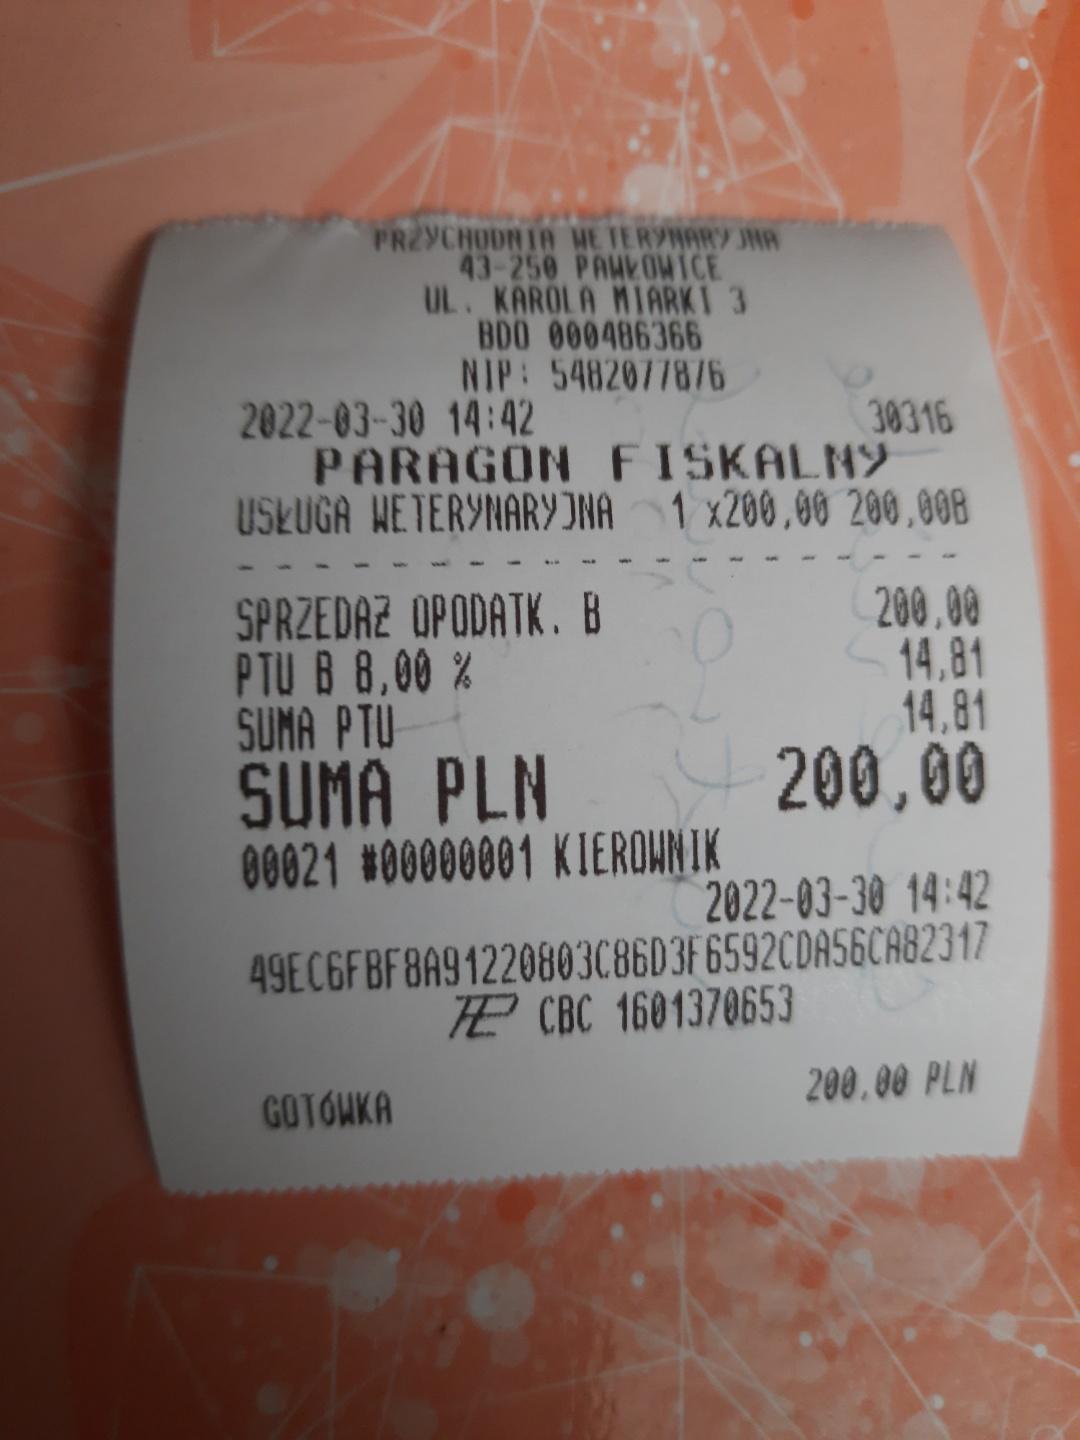 PRZYCHODNIA WETERYNARYJNA
43-250 PAWŁOWICE
UL. KAROLA MIARKI 3
BDO 000486366
NIP: 5482077876
2022-03-30 14:42 30316
PARAGON FISKALNY
USŁUGA WETERYNARYJNA 1 x200,00 200,00B
- - - - - - - - - - - - - - - - - - -
SPRZEDAŻ OPODATK. B 200,00
PTU B 8,00 % 14,81
SUMA PTU 14,81
SUMA PLN 200,00
00021 #00000001 KIEROWNIK
2022-03-30 14:42
49EC6FBF8A91220803C86D3F6592CDA56CA82317
CBC 1601370653
GOTÓWKA 200,00 PLN